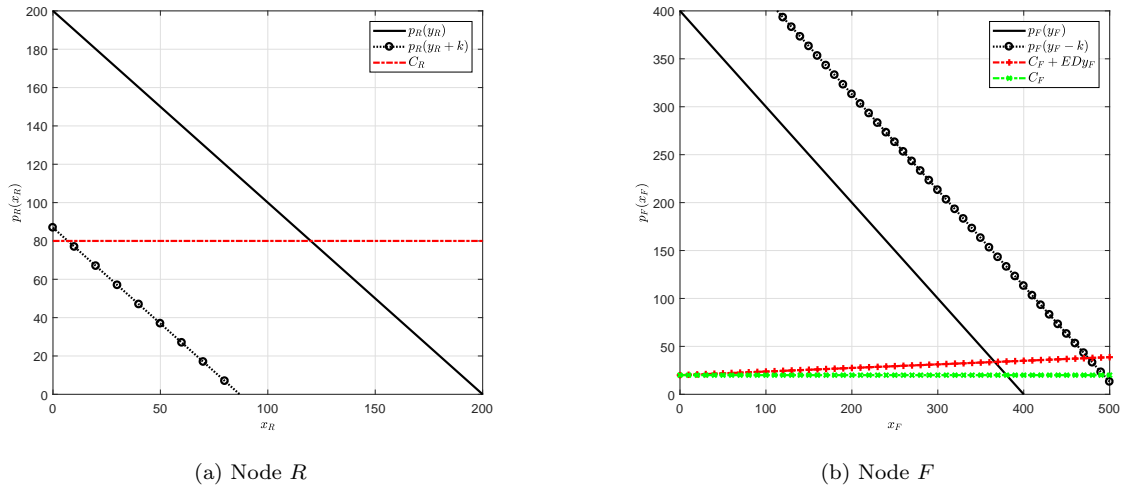 200
180
160
140
120
100
80
60
40
20
0
0
50
100
150
200
p_R(x_R)
x_R
p_R(y_R)
p_R(y_R + k)
C_R
(a) Node R
400
350
300
250
200
150
100
50
0
0
100
200
300
400
500
p_F(x_F)
x_F
p_F(y_F)
p_F(y_F − k)
C_F + EDy_F
C_F
(b) Node F